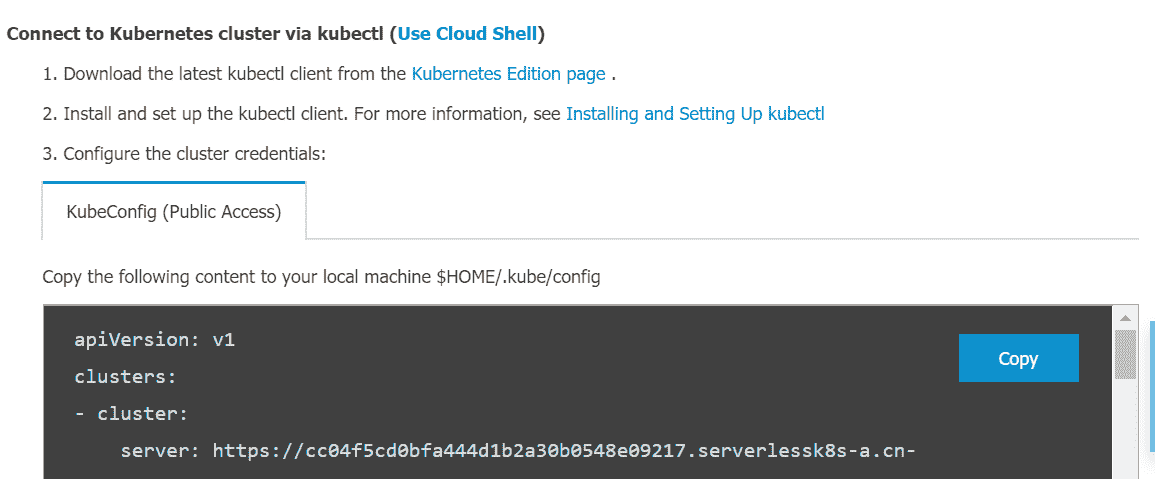 Connect to Kubernetes cluster via kubectl (Use Cloud Shell)
1. Download the latest kubectl client from the Kubernetes Edition page .
2. Install and set up the kubectl client. For more information, see Installing and Setting Up kubectl
3. Configure the cluster credentials:
KubeConfig (Public Access)
Copy the following content to your local machine $HOME/.kube/config
apiVersion: v1
Copy
clusters:
- cluster:
server: https://cc04f5cd0bfa444d1b2a30b0548e09217.serverlessk8s-a.cn-